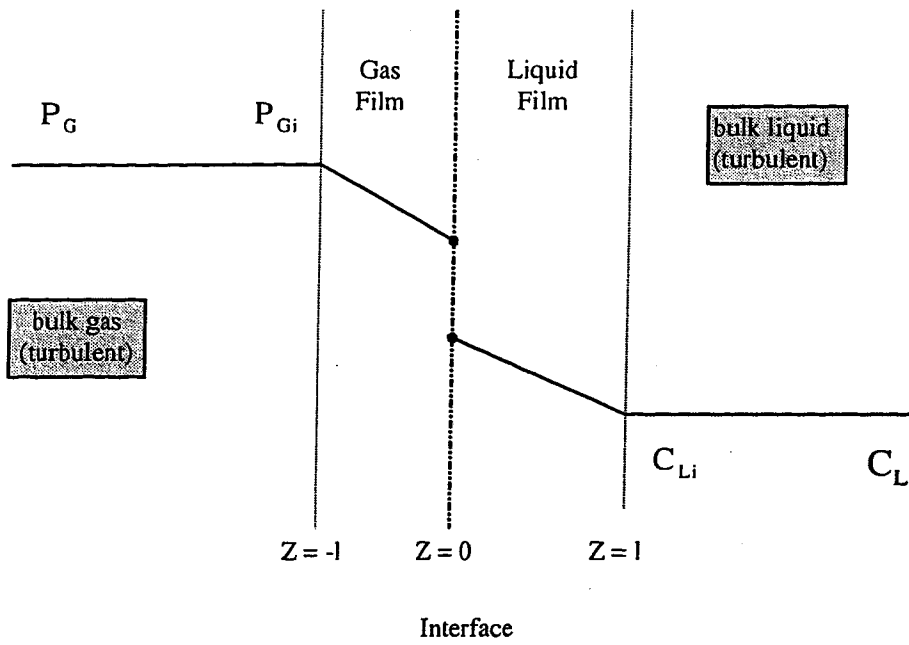 Gas
Film
Liquid
Film
P_G
P_Gi
bulk liquid
(turbulent)
bulk gas
(turbulent)
C_Li
C_L
Z = -l
Z = 0
Z = l
Interface